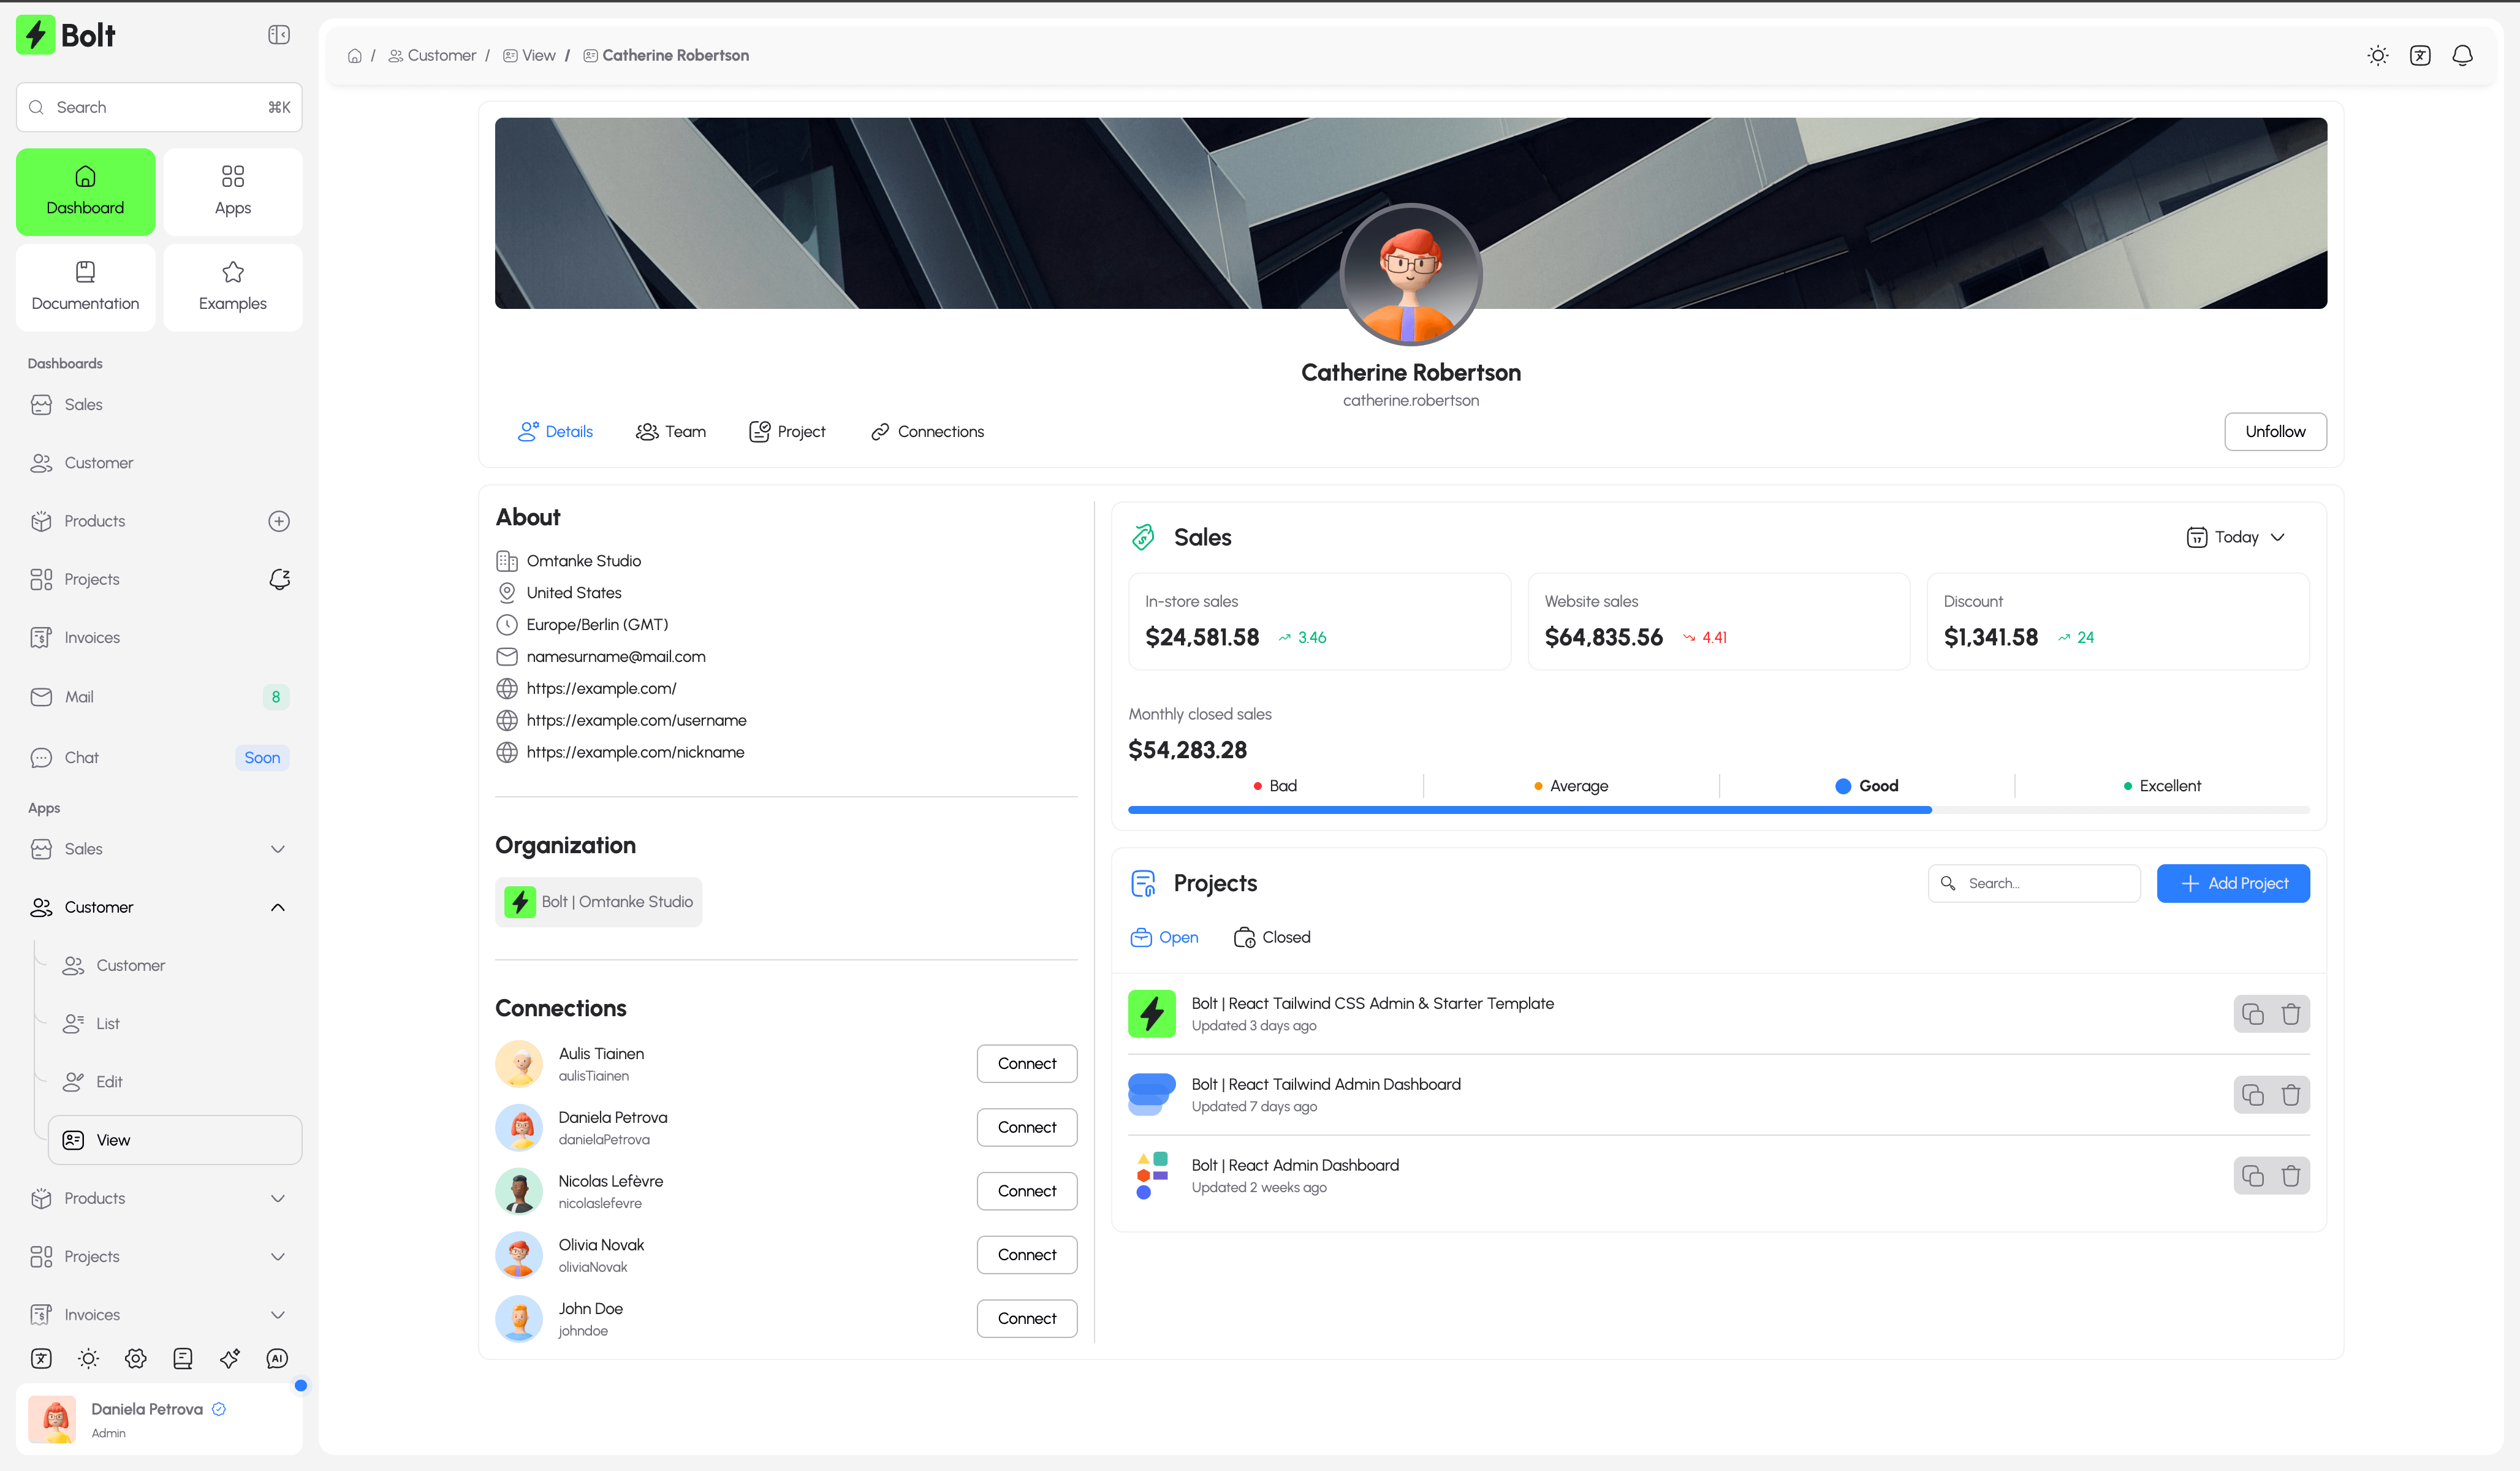 Bolt
Search ⌘K
Dashboard
Apps
Documentation
Examples
Dashboards
Sales
Customer
Products
Projects
Invoices
Mail 8
Chat Soon
Apps
Sales
Customer
Customer
List
Edit
View
Products
Projects
Invoices
AI
Daniela Petrova
Admin
/ Customer / View / Catherine Robertson
Catherine Robertson
catherine.robertson
Details
Team
Project
Connections
Unfollow
About
Omtanke Studio
United States
Europe/Berlin (GMT)
namesurname@mail.com
https://example.com/
https://example.com/username
https://example.com/nickname
Organization
Bolt | Omtanke Studio
Connections
Aulis Tiainen
aulisTiainen
Connect
Daniela Petrova
danielaPetrova
Connect
Nicolas Lefèvre
nicolaslefevre
Connect
Olivia Novak
oliviaNovak
Connect
John Doe
johndoe
Connect
Sales
17 Today
In-store sales
$24,581.58 3.46
Website sales
$64,835.56 4.41
Discount
$1,341.58 24
Monthly closed sales
$54,283.28
Bad
Average
Good
Excellent
Projects
Search...
Add Project
Open
Closed
Bolt | React Tailwind CSS Admin & Starter Template
Updated 3 days ago
Bolt | React Tailwind Admin Dashboard
Updated 7 days ago
Bolt | React Admin Dashboard
Updated 2 weeks ago